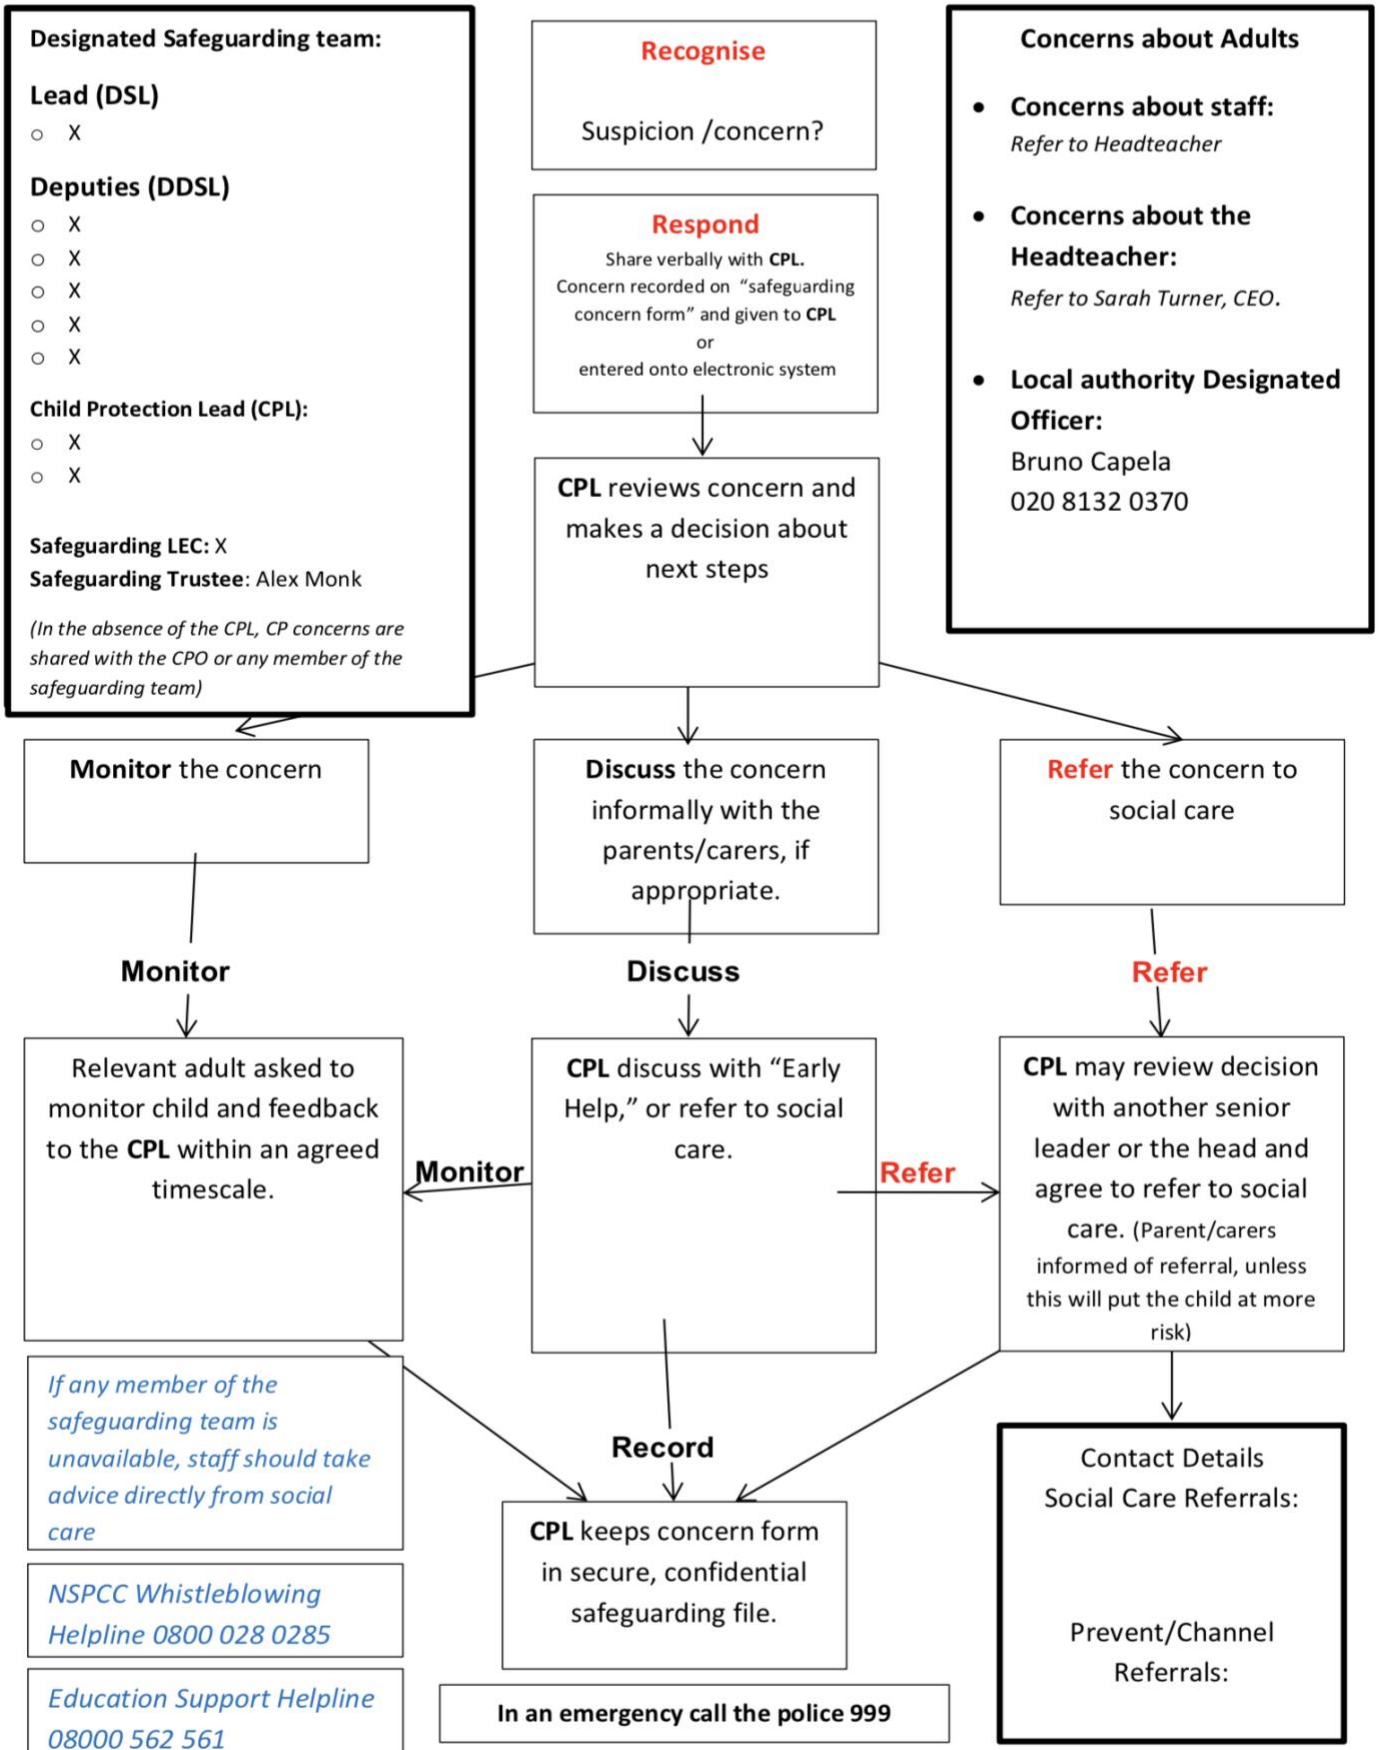 Designated Safeguarding team:
Lead (DSL)
o X
Deputies (DDSL)
o X
o X
o X
o X
o X
Child Protection Lead (CPL):
o X
o X
Safeguarding LEC: X
Safeguarding Trustee: Alex Monk
(In the absence of the CPL, CP concerns are
shared with the CPO or any member of the
safeguarding team)
Recognise
Suspicion /concern?
Respond
Share verbally with CPL.
Concern recorded on "safeguarding
concern form" and given to CPL
or
entered onto electronic system
CPL reviews concern and
makes a decision about
next steps
Concerns about Adults
• Concerns about staff:
Refer to Headteacher
• Concerns about the
Headteacher:
Refer to Sarah Turner, CEO.
• Local authority Designated
Officer:
Bruno Capela
020 8132 0370
Monitor the concern
Discuss the concern
informally with the
parents/carers, if
appropriate.
Refer the concern to
social care
Monitor
Discuss
Refer
Relevant adult asked to
monitor child and feedback
to the CPL within an agreed
timescale.
Monitor
CPL discuss with “Early
Help,” or refer to social
care.
Refer
CPL may review decision
with another senior
leader or the head and
agree to refer to social
care. (Parent/carers
informed of referral, unless
this will put the child at more
risk)
If any member of the
safeguarding team is
unavailable, staff should take
advice directly from social
care
NSPCC Whistleblowing
Helpline 0800 028 0285
Education Support Helpline
08000 562 561
Record
CPL keeps concern form
in secure, confidential
safeguarding file.
In an emergency call the police 999
Contact Details
Social Care Referrals:
Prevent/Channel
Referrals: